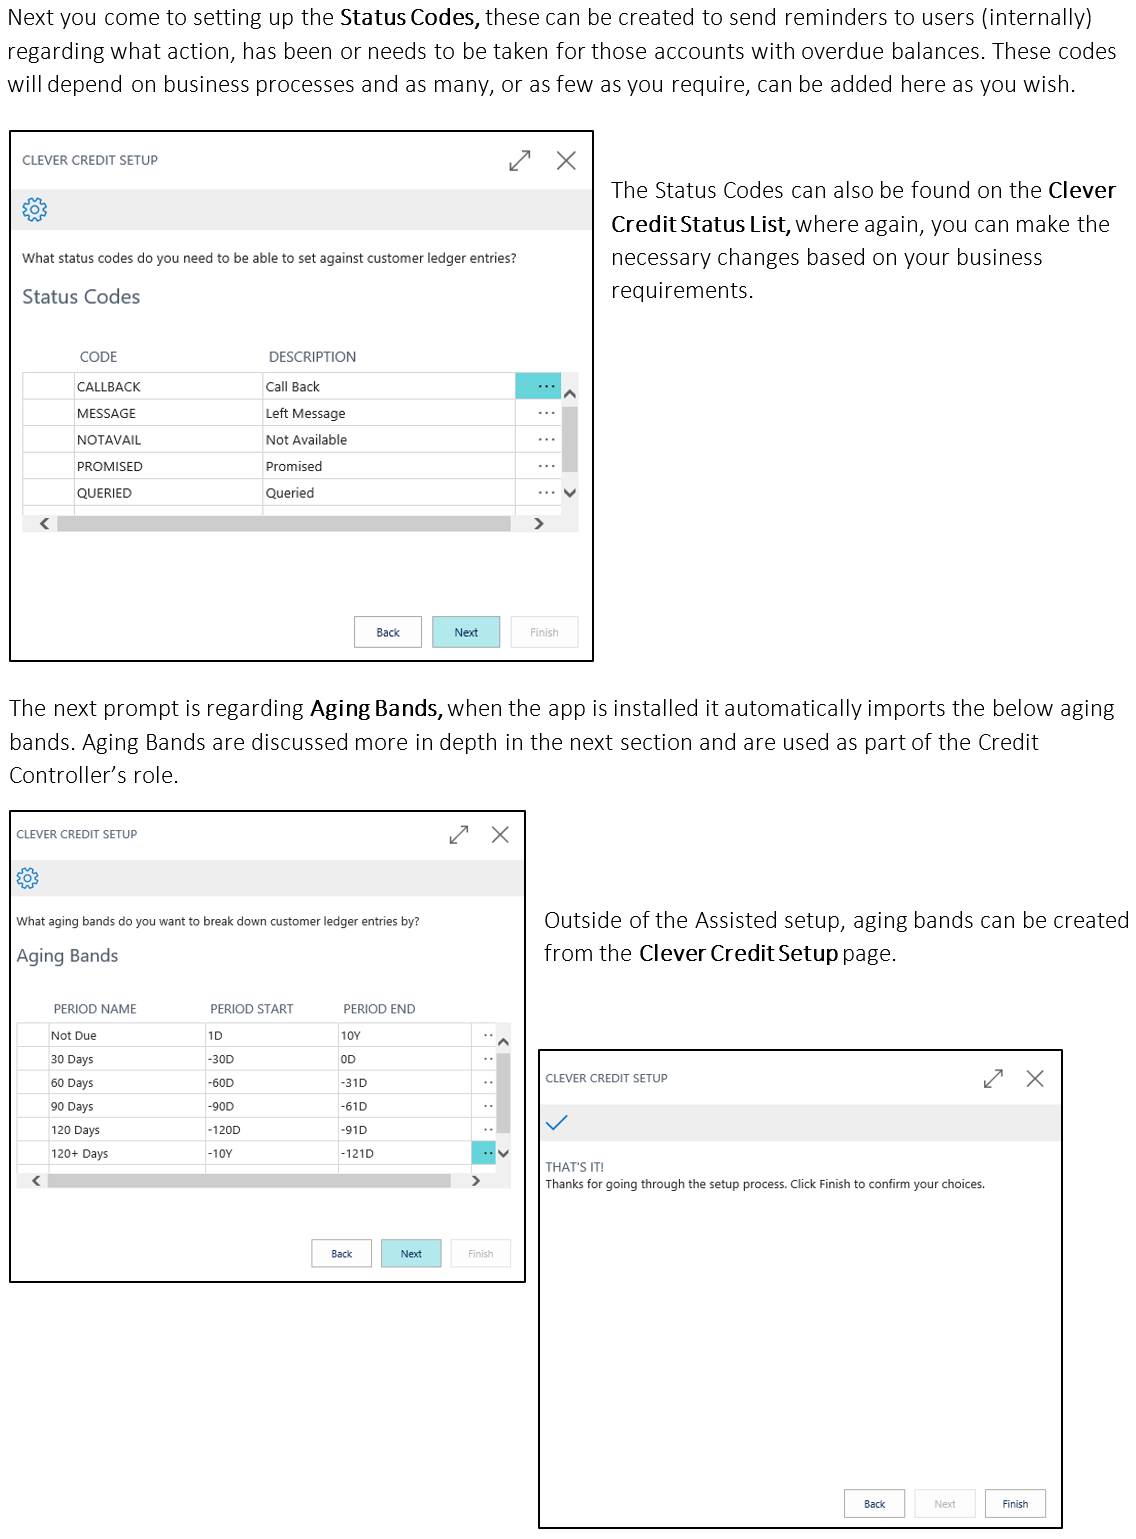 Next you come to setting up the Status Codes, these can be created to send reminders to users (internally)
regarding what action, has been or needs to be taken for those accounts with overdue balances. These codes
will depend on business processes and as many, or as few as you require, can be added here as you wish.
CLEVER CREDIT SETUP
What status codes do you need to be able to set against customer ledger entries?
Status Codes
CODE DESCRIPTION
CALLBACK Call Back ...
MESSAGE Left Message ...
NOTAVAIL Not Available ...
PROMISED Promised ...
QUERIED Queried ...
Back Next Finish
The Status Codes can also be found on the Clever
Credit Status List, where again, you can make the
necessary changes based on your business
requirements.
The next prompt is regarding Aging Bands, when the app is installed it automatically imports the below aging
bands. Aging Bands are discussed more in depth in the next section and are used as part of the Credit
Controller’s role.
CLEVER CREDIT SETUP
What aging bands do you want to break down customer ledger entries by?
Aging Bands
PERIOD NAME PERIOD START PERIOD END
Not Due 1D 10Y
30 Days -30D 0D
60 Days -60D -31D
90 Days -90D -61D
120 Days -120D -91D
120+ Days -10Y -121D
Back Next Finish
Outside of the Assisted setup, aging bands can be created
from the Clever Credit Setup page.
CLEVER CREDIT SETUP
THAT'S IT!
Thanks for going through the setup process. Click Finish to confirm your choices.
Back Next Finish